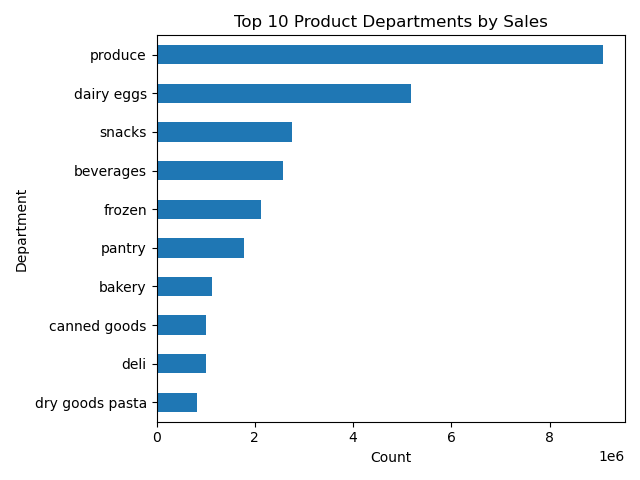 Top 10 Product Departments by Sales
produce
dairy eggs
snacks
beverages
frozen
pantry
bakery
canned goods
deli
dry goods pasta
Department
0 2 4 6 8
1e6
Count